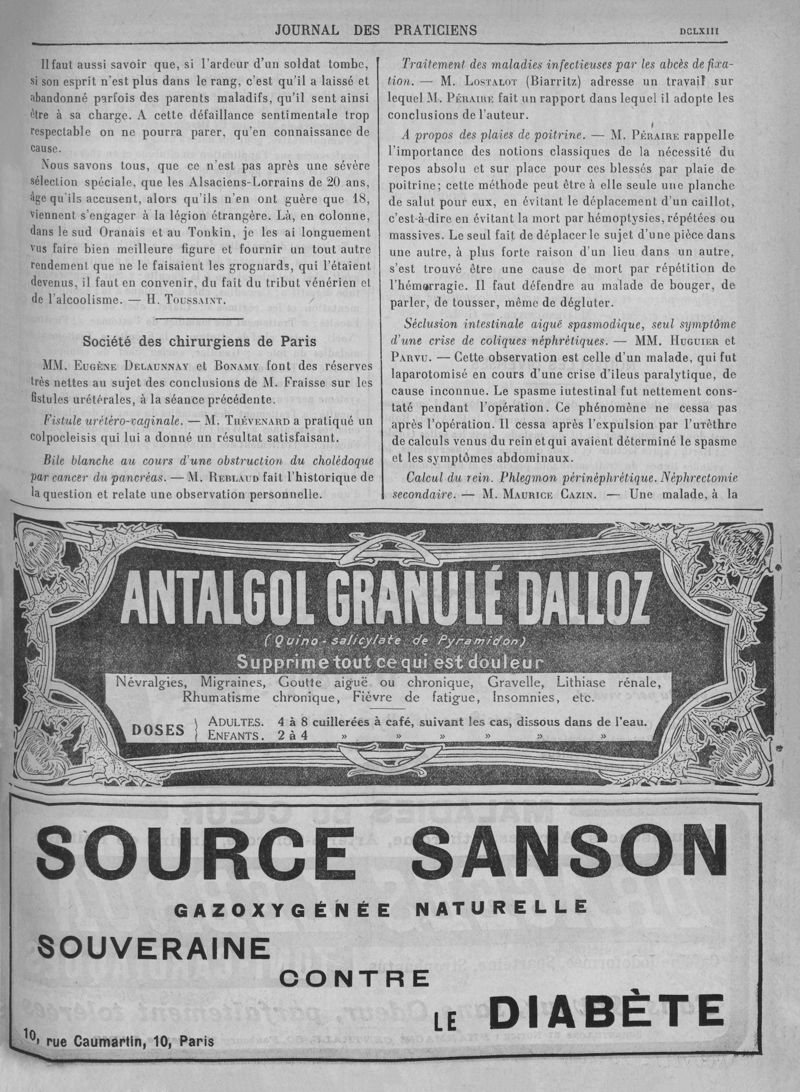 JOURNAL DES PRATICIENS
DCLXIII
Il faut aussi savoir que, si l'ardeur d'un soldat tombe,
si son esprit n'est plus dans le rang, c'est qu'il a laissé et
abandonné parfois des parents maladifs, qu'il sent ainsi
être à sa charge. A cette défaillance sentimentale trop
respectable on ne pourra parer, qu'en connaissance de
cause.
Nous savons tous, que ce n'est pas après une sévère
sélection spéciale, que les Alsaciens-Lorrains de 20 ans,
âge qu'ils accusent, alors qu'ils n'en ont guère que 18,
viennent s'engager à la légion étrangère. Là, en colonne,
dans le sud Oranais et au Tonkin, je les ai longuement
vus faire bien meilleure figure et fournir un tout autre
rendement que ne le faisaient les grognards, qui l'étaient
devenus, il faut en convenir, du fait du tribut vénérien et
de l'alcoolisme. — H. TOUSSAINT.
Société des chirurgiens de Paris
MM. EUGÈNE DELAUNNAY et BONAMY font des réserves
très nettes au sujet des conclusions de M. Fraisse sur les
fistules urétérales, à la séance précédente.
Fistule urétéro-vaginale. — M. THÉVENARD a pratiqué un
colpocleisis qui lui a donné un résultat satisfaisant.
Bile blanche au cours d'une obstruction du cholédoque
par cancer du pancréas. — M. REBLAUD fait l'historique de
la question et relate une observation personnelle.
Traitement des maladies infectieuses par les abcès de fixa-
tion. — M. LOSTALOT (Biarritz) adresse un travail sur
lequel M. PÉRAIRE fait un rapport dans lequel il adopte les
conclusions de l'auteur.
A propos des plaies de poitrine. — M. PÉRAIRE rappelle
l'importance des notions classiques de la nécessité du
repos absolu et sur place pour ces blessés par plaie de
poitrine; cette méthode peut être à elle seule une planche
de salut pour eux, en évitant le déplacement d'un caillot,
c'est-à-dire en évitant la mort par hémoptysies, répétées ou
massives. Le seul fait de déplacer le sujet d'une pièce dans
une autre, à plus forte raison d'un lieu dans un autre,
s'est trouvé être une cause de mort par répétition de
l'hémorragie. Il faut défendre au malade de bouger, de
parler, de tousser, même de dégluter.
Séclusion intestinale aiguë spasmodique, seul symptôme
d'une crise de coliques néphrétiques. — MM. HUGUIER et
PARVU. — Cette observation est celle d'un malade, qui fut
laparotomisé en cours d'une crise d'ileus paralytique, de
cause inconnue. Le spasme intestinal fut nettement cons-
taté pendant l'opération. Ce phénomène ne cessa pas
après l'opération. Il cessa après l'expulsion par l'urèthre
de calculs venus du rein et qui avaient déterminé le spasme
et les symptômes abdominaux.
Calcul du rein. Phlegmon périnéphrétique. Néphrectomie
secondaire. — M. MAURICE CAZIN. — Une malade, à la
ANTALGOL GRANULÉ DALLOZ
(Quino-salicylate de Pyramidon)
Supprime tout ce qui est douleur
Névralgies, Migraines, Goutte aiguë ou chronique, Gravelle, Lithiase rénale,
Rhumatisme chronique, Fièvre de fatigue, Insomnies, etc.
DOSES
ADULTES. 4 à 8 cuillerées à café, suivant les cas, dissous dans de l'eau.
ENFANTS. 2 à 4 » » » » » »
SOURCE SANSON
GAZOXYGÉNÉE NATURELLE
SOUVERAINE
CONTRE
LE DIABÈTE
10, rue Caumartin, 10, Paris